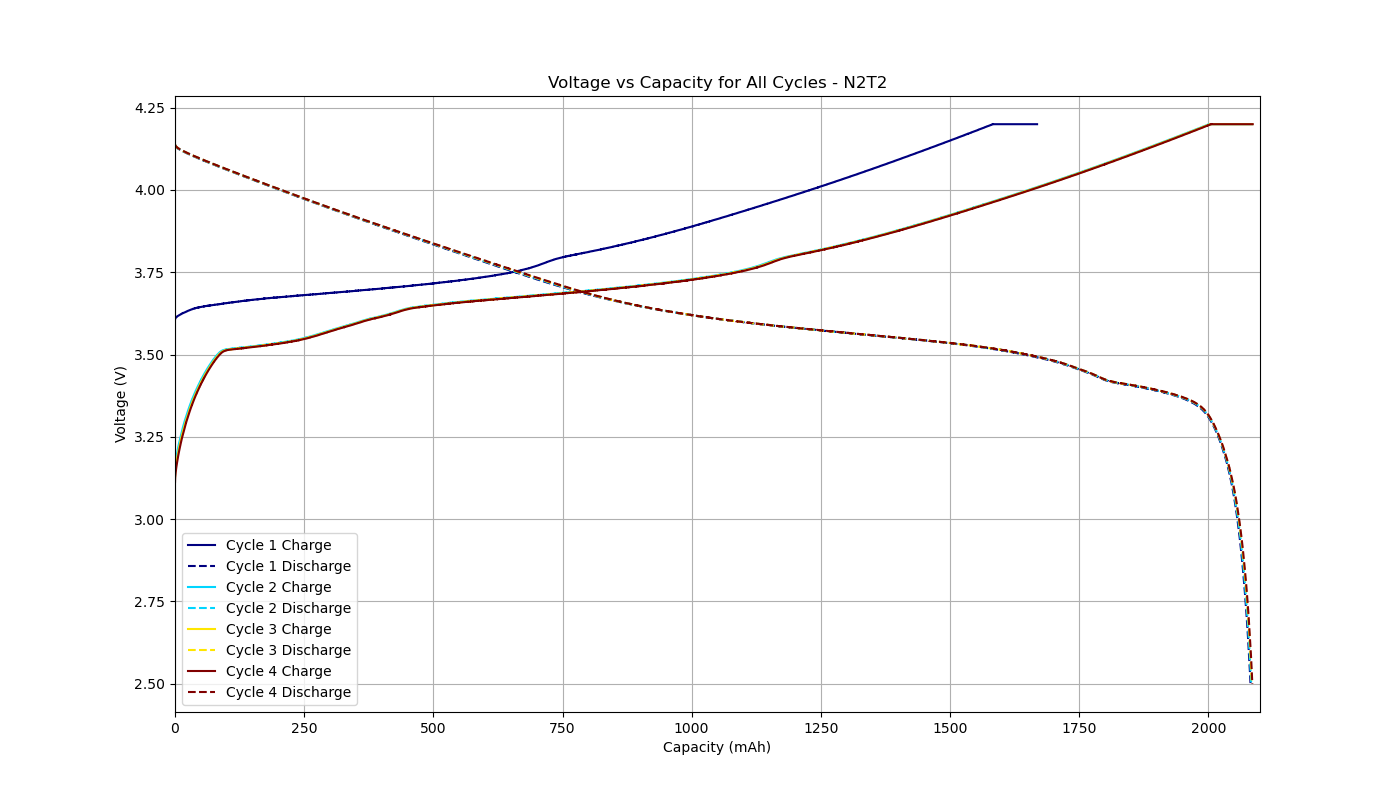 Voltage vs Capacity for All Cycles - N2T2
4.25
4.00
3.75
3.50
3.25
3.00
2.75
2.50
Voltage (V)
Cycle 1 Charge
Cycle 1 Discharge
Cycle 2 Charge
Cycle 2 Discharge
Cycle 3 Charge
Cycle 3 Discharge
Cycle 4 Charge
Cycle 4 Discharge
0 250 500 750 1000 1250 1500 1750 2000
Capacity (mAh)